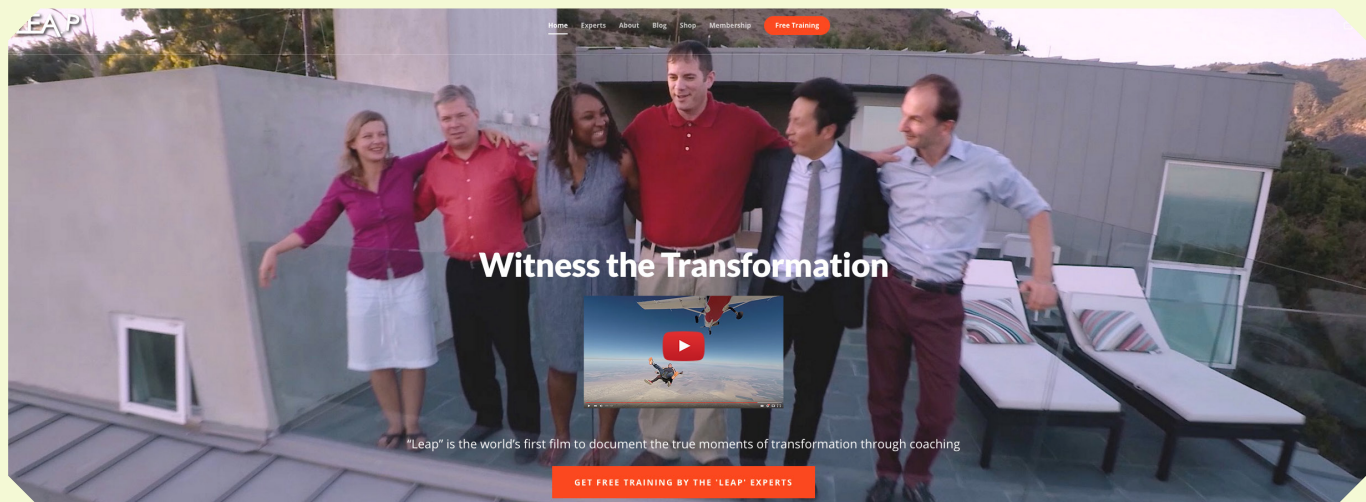 LEAP
Home Experts About Blog Shop Membership Free Training
Witness the Transformation
“Leap” is the world’s first film to document the true moments of transformation through coaching
GET FREE TRAINING BY THE 'LEAP' EXPERTS